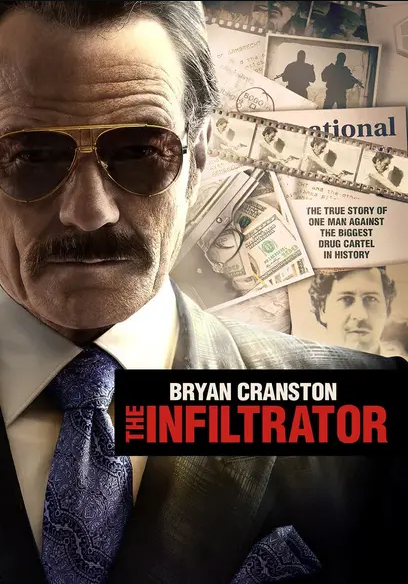 ational
THE TRUE STORY OF
ONE MAN AGAINST
THE BIGGEST
DRUG CARTEL
IN HISTORY
BRYAN CRANSTON
THE INFILTRATOR